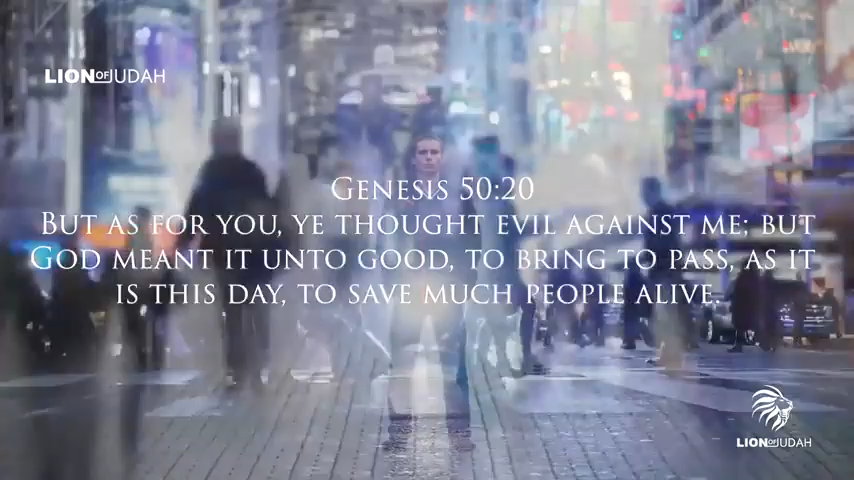 LIONOFJUDAH
GENESIS 50:20
BUT AS FOR YOU, YE THOUGHT EVIL AGAINST ME; BUT
GOD MEANT IT UNTO GOOD, TO BRING TO PASS, AS IT
IS THIS DAY, TO SAVE MUCH PEOPLE ALIVE.
LIONOFJUDAH